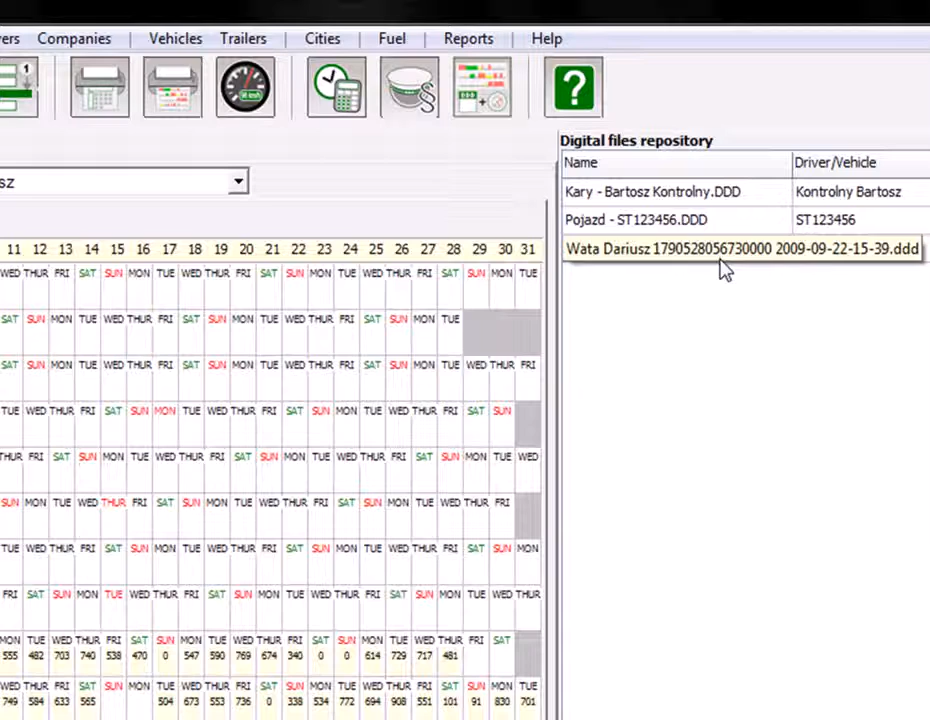 ers Companies Vehicles Trailers Cities Fuel Reports Help
1
?
Digital files repository
Name Driver/Vehicle
sz
Kary - Bartosz Kontrolny.DDD Kontrolny Bartosz
Pojazd - ST123456.DDD ST123456
Wata Dariusz 1790528056730000 2009-09-22-15-39.ddd
11 12 13 14 15 16 17 18 19 20 21 22 23 24 25 26 27 28 29 30 31
WED THUR FRI SAT SUN MON TUE WED THUR FRI SAT SUN MON TUE WED THUR FRI SAT SUN MON TUE
SAT SUN MON TUE WED THUR FRI SAT SUN MON TUE WED THUR FRI SAT SUN MON TUE
SAT SUN MON TUE WED THUR FRI SAT SUN MON TUE WED THUR FRI SAT SUN MON TUE WED THUR FRI
TUE WED THUR FRI SAT SUN MON TUE WED THUR FRI SAT SUN MON TUE WED THUR FRI SAT SUN
THUR FRI SAT SUN MON TUE WED THUR FRI SAT SUN MON TUE WED THUR FRI SAT SUN MON TUE WED
SUN MON TUE WED THUR FRI SAT SUN MON TUE WED THUR FRI SAT SUN MON TUE WED THUR FRI
TUE WED THUR FRI SAT SUN MON TUE WED THUR FRI SAT SUN MON TUE WED THUR FRI SAT SUN MON
FRI SAT SUN MON TUE WED THUR FRI SAT SUN MON TUE WED THUR FRI SAT SUN MON TUE WED THUR
MON TUE WED THUR FRI SAT SUN MON TUE WED THUR FRI SAT SUN MON TUE WED THUR FRI SAT
555 482 703 740 538 470 0 547 590 769 674 340 0 0 614 729 717 481
WED THUR FRI SAT SUN MON TUE WED THUR FRI SAT SUN MON TUE WED THUR FRI SAT SUN MON TUE
749 584 633 565 504 673 553 736 0 338 534 772 694 908 551 101 91 830 701